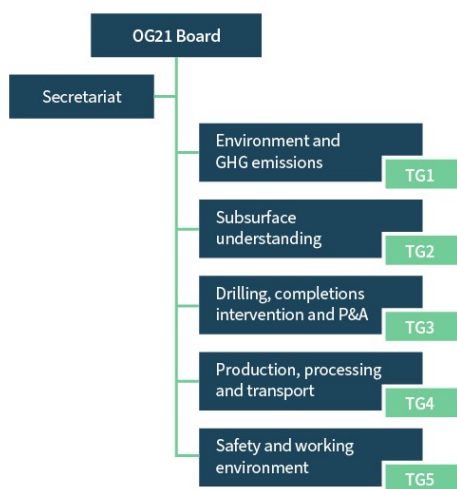 OG21 Board
Secretariat
Environment and
GHG emissions
TG1
Subsurface
understanding
TG2
Drilling, completions
intervention and P&A
TG3
Production, processing
and transport
TG4
Safety and working
environment
TG5